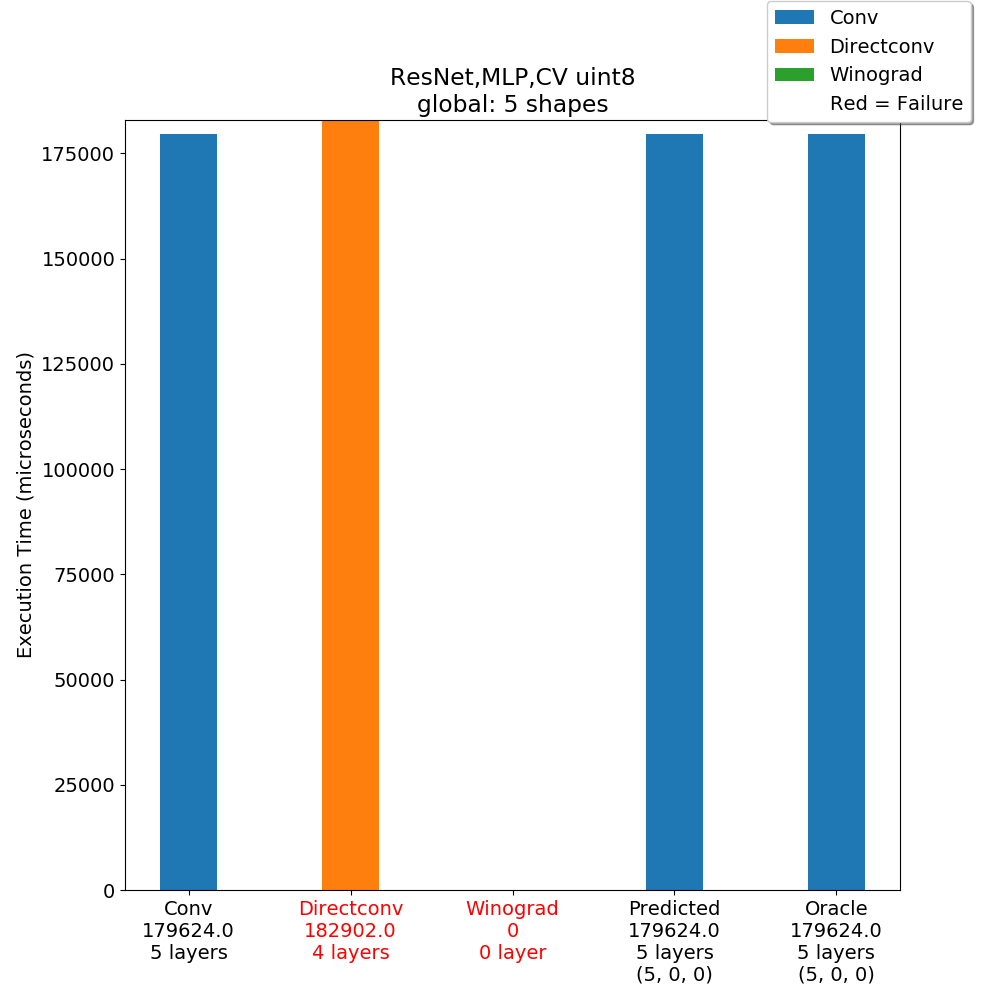 Conv
Directconv
Winograd
Red = Failure
ResNet,MLP,CV uint8
global: 5 shapes
Execution Time (microseconds)
175000
150000
125000
100000
75000
50000
25000
0
Conv
179624.0
5 layers
Directconv
182902.0
4 layers
Winograd
0
0 layer
Predicted
179624.0
5 layers
(5, 0, 0)
Oracle
179624.0
5 layers
(5, 0, 0)